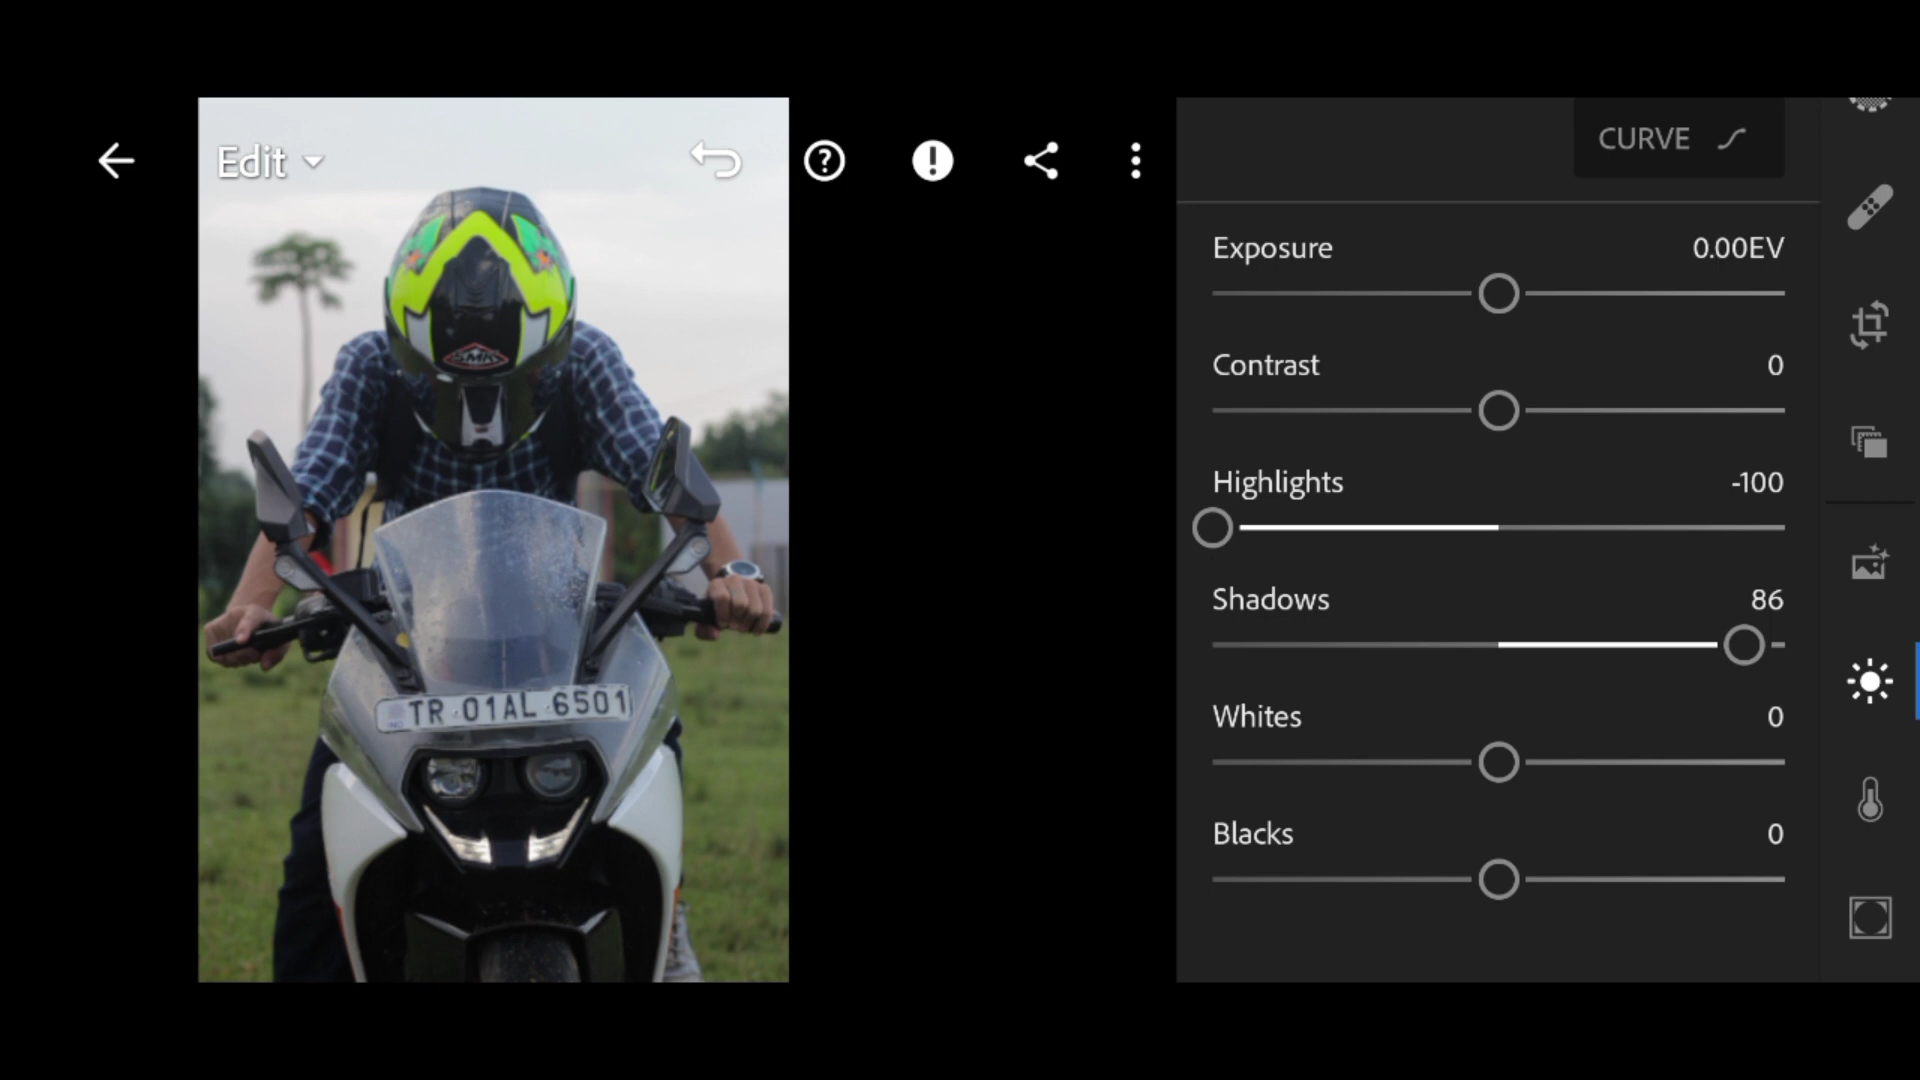 Edit
CURVE
Exposure 0.00EV
Contrast 0
Highlights -100
Shadows 86
Whites 0
Blacks 0
SMK
TR 01AL 6501